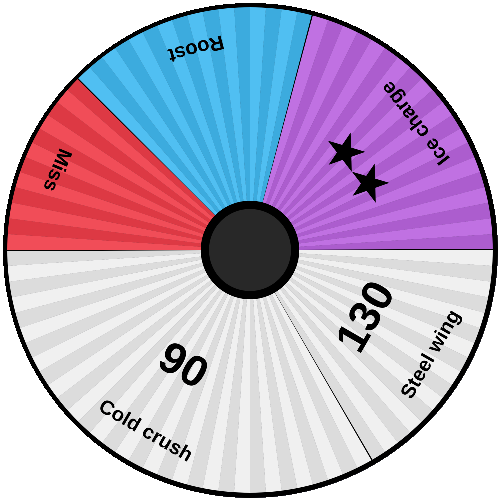 Roost
Ice charge
★★
Miss
130
Steel wing
90
Cold crush